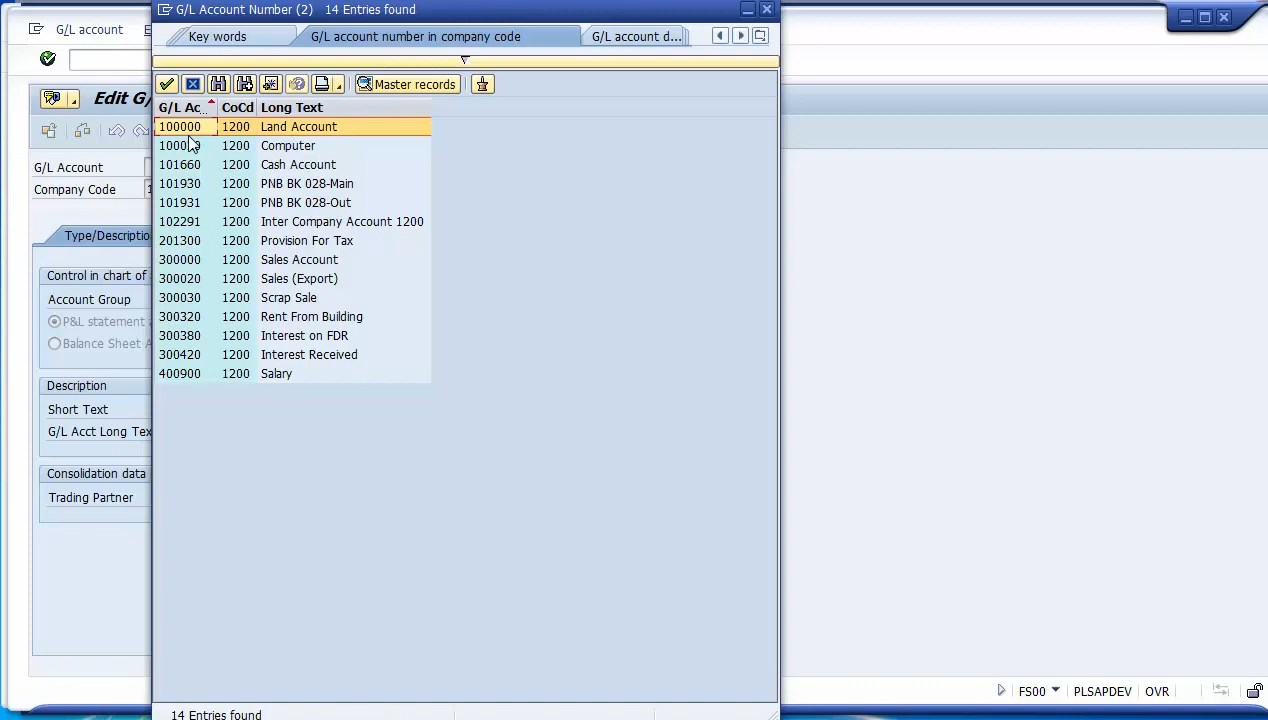 G/L Account Number (2) 14 Entries found
G/L account
Key words
G/L account number in company code
G/L account d...
Master records
Edit G/
G/L Ac.. CoCd Long Text
100000 1200 Land Account
1200 Computer
101660 1200 Cash Account
101930 1200 PNB BK 028-Main
101931 1200 PNB BK 028-Out
102291 1200 Inter Company Account 1200
201300 1200 Provision For Tax
300000 1200 Sales Account
300020 1200 Sales (Export)
300030 1200 Scrap Sale
300320 1200 Rent From Building
300380 1200 Interest on FDR
300420 1200 Interest Received
400900 1200 Salary
G/L Account
Company Code 1
Type/Descriptio
Control in chart of
Account Group
P&L statement
Balance Sheet A
Description
Short Text
G/L Acct Long Tex
Consolidation data
Trading Partner
FS00 PLSAPDEV OVR
14 Entries found